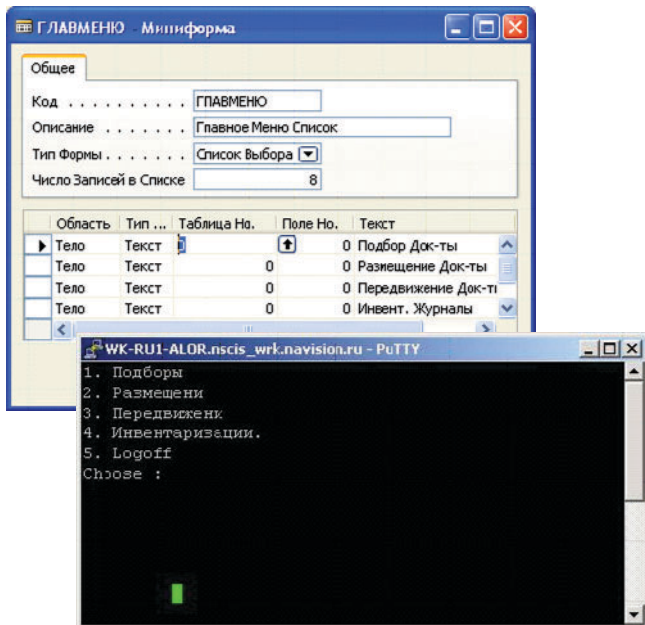 ГЛАВМЕНЮ - Миниформа
Общее
Код . . . . . . . . . . ГЛАВМЕНЮ
Описание . . . . . . . Главное Меню Список
Тип Формы . . . . . . Список Выбора
Число Записей в Списке 8
Область Тип ... Таблица Но. Поле Но. Текст
Тело Текст 0 0 Подбор Док-ты
Тело Текст 0 0 Размещение Док-ты
Тело Текст 0 0 Передвижение Док-ты
Тело Текст 0 0 Инвент. Журналы
WK-RU1-ALOR.nscis_wrk.navision.ru - PuTTY
1. Подборы
2. Размещени
3. Передвижени
4. Инвентаризации.
5. Logoff
Choose :